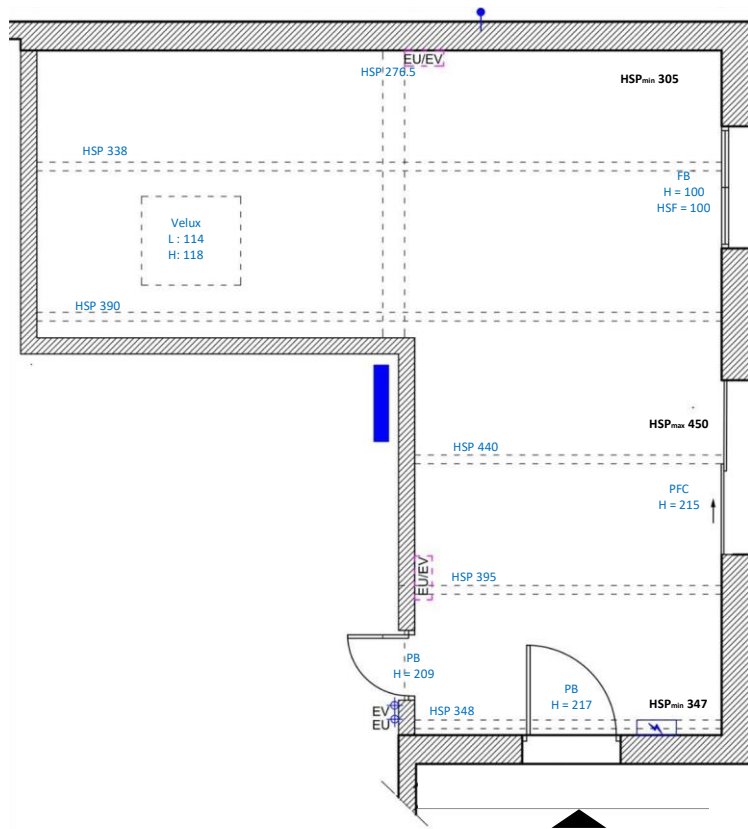 EU/EV
HSP 276.5
HSPmin 305
HSP 338
FB
H = 100
HSF = 100
Velux
L : 114
H: 118
HSP 390
HSPmax 450
HSP 440
PFC
H = 215
EU/EV
HSP 395
PB
H = 209
PB
H = 217
HSPmin 347
EV
EU
HSP 348